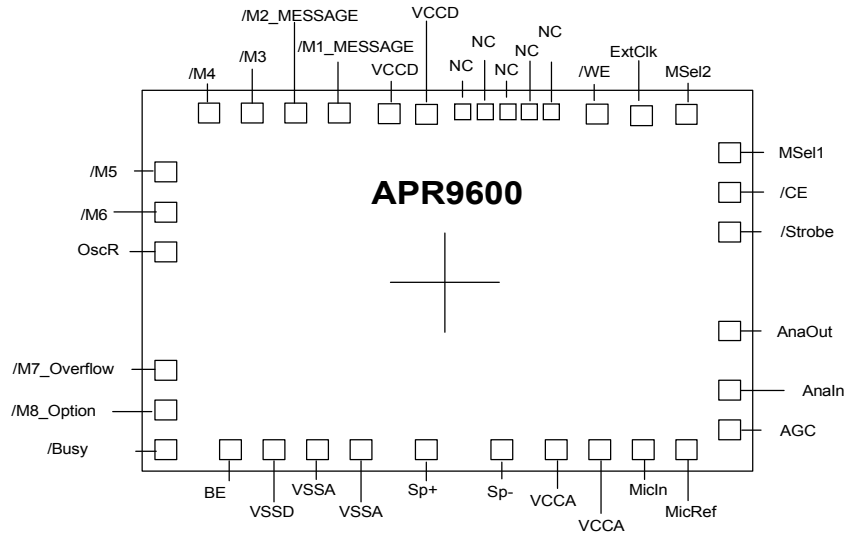 /M2_MESSAGE
VCCD
NC
NC
NC
/M1_MESSAGE
NC
/M3
ExtClk
/M4
VCCD
NC
/WE
MSel2
MSel1
/M5
APR9600
/CE
/M6
/Strobe
OscR
AnaOut
/M7_Overflow
AnaIn
/M8_Option
AGC
/Busy
BE
VSSA
Sp+
Sp-
VCCA
MicIn
VSSD
VSSA
MicRef
VCCA